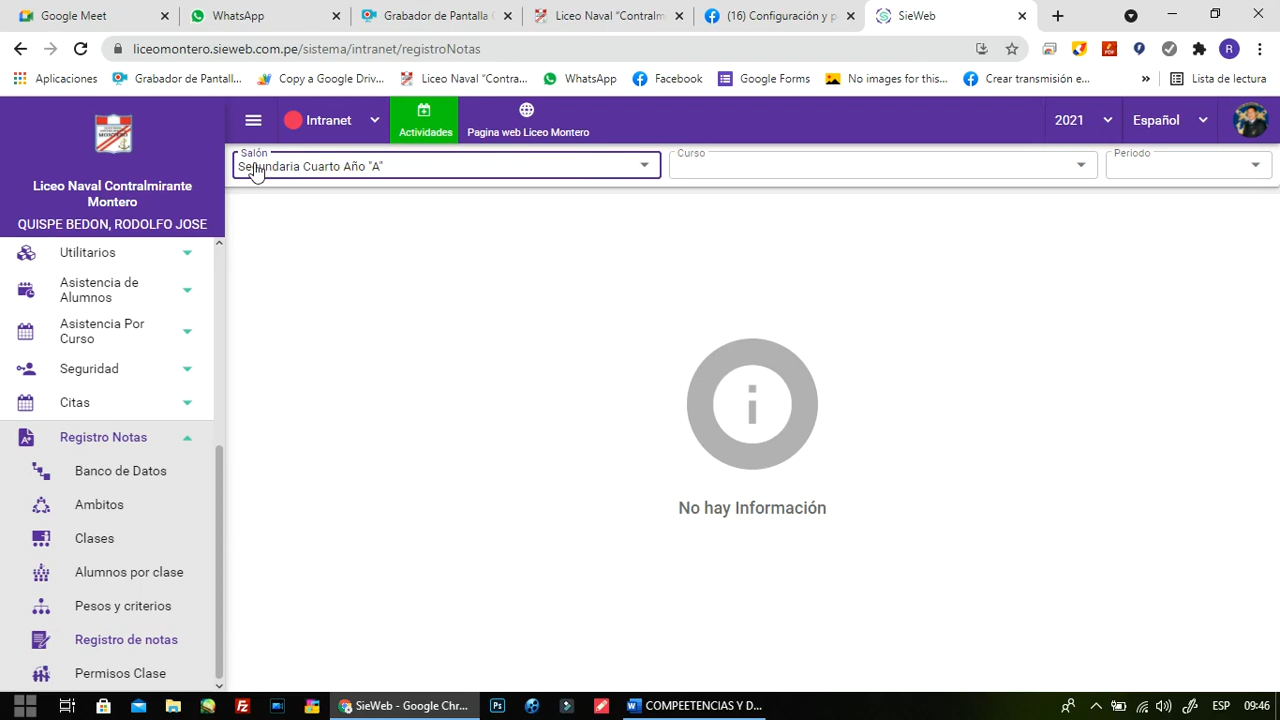 Google Meet
WhatsApp
Grabador de Pantalla C
Liceo Naval "Contralm
(16) Configuración y p
SieWeb
liceomontero.sieweb.com.pe/sistema/intranet/registroNotas
R
Aplicaciones
Grabador de Pantall...
Copy a Google Driv...
Liceo Naval "Contra...
WhatsApp
Facebook
Google Forms
No images for this...
Crear transmisión e...
»
Lista de lectura
Intranet
Actividades
Pagina web Liceo Montero
2021
Español
Liceo Naval Contralmirante
Montero
QUISPE BEDON, RODOLFO JOSE
Salón
Secundaria Cuarto Año "A"
Curso
Periodo
Utilitarios
Asistencia de
Alumnos
Asistencia Por
Curso
Seguridad
Citas
Registro Notas
Banco de Datos
Ambitos
Clases
Alumnos por clase
Pesos y criterios
Registro de notas
Permisos Clase
No hay Información
SieWeb - Google Chr...
COMPEETENCIAS Y D...
ESP
09:46